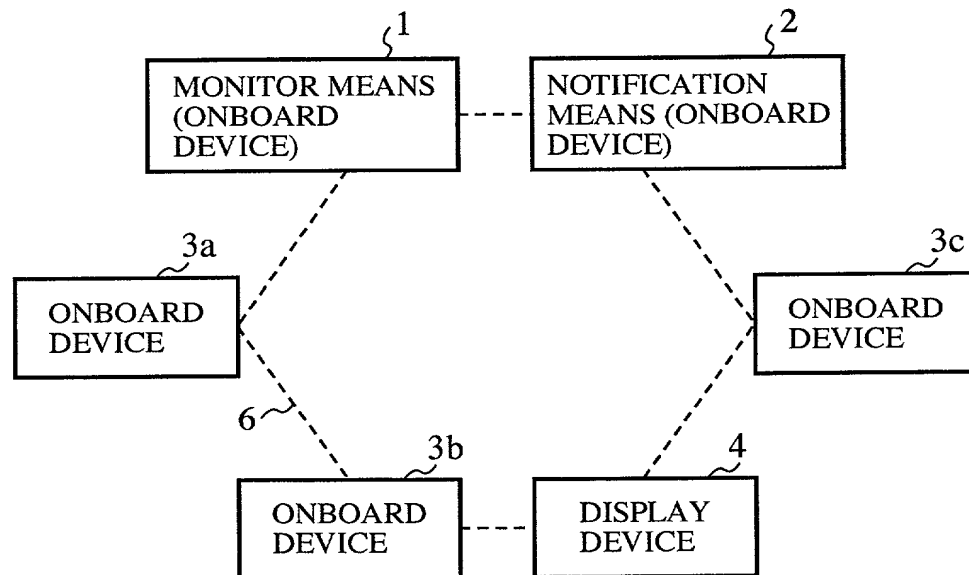 1
2
MONITOR MEANS
(ONBOARD
DEVICE)
NOTIFICATION
MEANS (ONBOARD
DEVICE)
3a
3c
ONBOARD
DEVICE
ONBOARD
DEVICE
6
3b
4
ONBOARD
DEVICE
DISPLAY
DEVICE